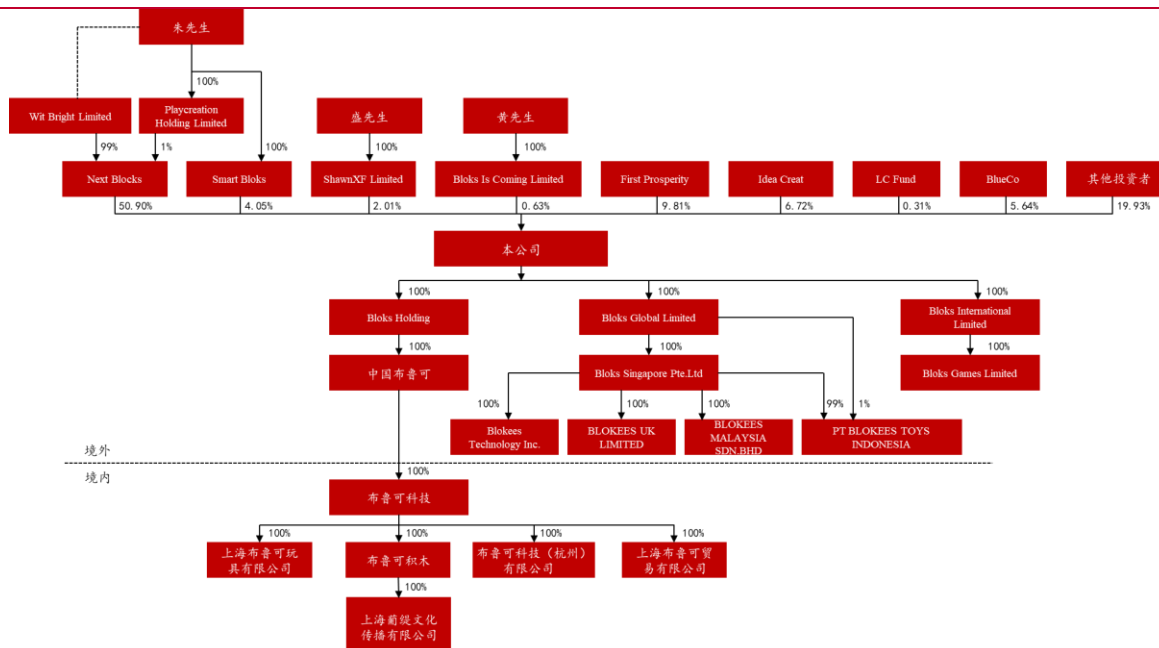 朱先生
100%
Wit Bright Limited
Playcreation
Holding Limited
盛先生
黄先生
99%
1%
100%
100%
100%
Next Blocks
Smart Bloks
ShawnXF Limited
Bloks Is Coming Limited
First Prosperity
Idea Creat
LC Fund
BlueCo
其他投资者
50.90%
4.05%
2.01%
0.63%
9.81%
6.72%
0.31%
5.64%
19.93%
本公司
100%
100%
100%
Bloks Holding
Bloks Global Limited
Bloks International
Limited
100%
100%
100%
中国布鲁可
Bloks Singapore Pte.Ltd
Bloks Games Limited
100%
100%
100%
99%
1%
Blokees
Technology Inc.
BLOKEES UK
LIMITED
BLOKEES
MALAYSIA
SDN.BHD
PT BLOKEES TOYS
INDONESIA
境外
境内
100%
布鲁可科技
100%
100%
100%
100%
上海布鲁可玩
具有限公司
布鲁可积木
布鲁可科技（杭州）
有限公司
上海布鲁可贸
易有限公司
100%
上海葡缇文化
传播有限公司